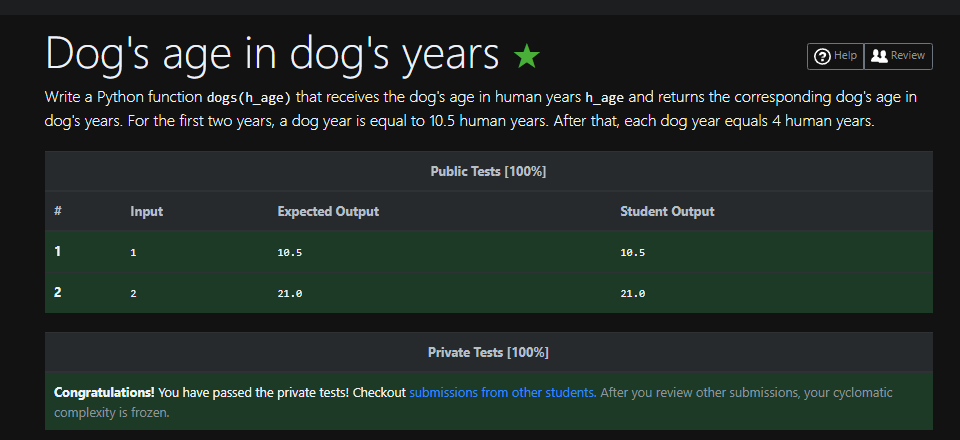 Dog's age in dog's years
Help Review
Write a Python function dogs(h_age) that receives the dog's age in human years h_age and returns the corresponding dog's age in
dog's years. For the first two years, a dog year is equal to 10.5 human years. After that, each dog year equals 4 human years.
Public Tests [100%]
# Input Expected Output Student Output
1 1 10.5 10.5
2 2 21.0 21.0
Private Tests [100%]
Congratulations! You have passed the private tests! Checkout submissions from other students. After you review other submissions, your cyclomatic
complexity is frozen.